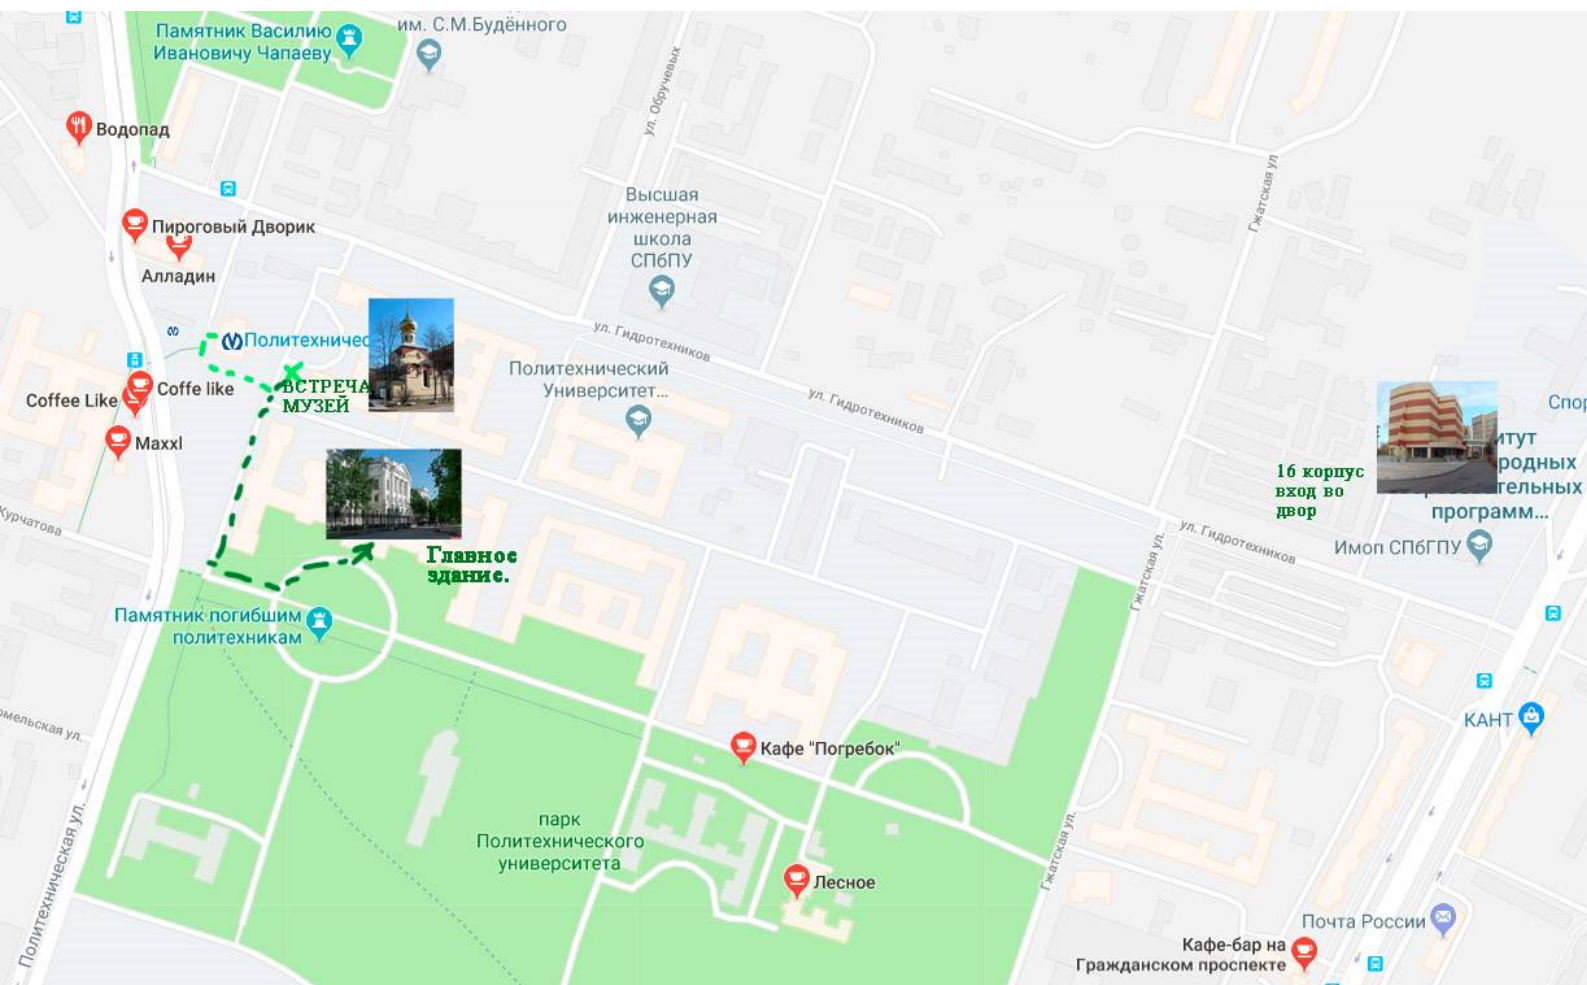 им. С.М.Будённого
Памятник Василию
Ивановичу Чапаеву
ул. Обручевых
Водопад
Гжатская ул
Высшая
инженерная
школа
СПбПУ
Пироговый Дворик
Алладин
Политехничес
ул. Гидротехников
Политехнический
Университет...
ВСТРЕЧА
МУЗЕЙ
Coffe like
Coffee Like
Maxxl
ул. Гидротехников
Спор
итут
родных
тельных
программ...
16 корпус
вход во
двор
Курчатова
ул. Гидротехников
Имоп СПбГПУ
Главное
здание.
Гжатская ул.
Памятник погибшим
политехникам
КАНТ
Кафе "Погребок"
парк
Политехнического
университета
Политехническая ул.
Гжатская ул.
Лесное
Почта России
Кафе-бар на
Гражданском проспекте